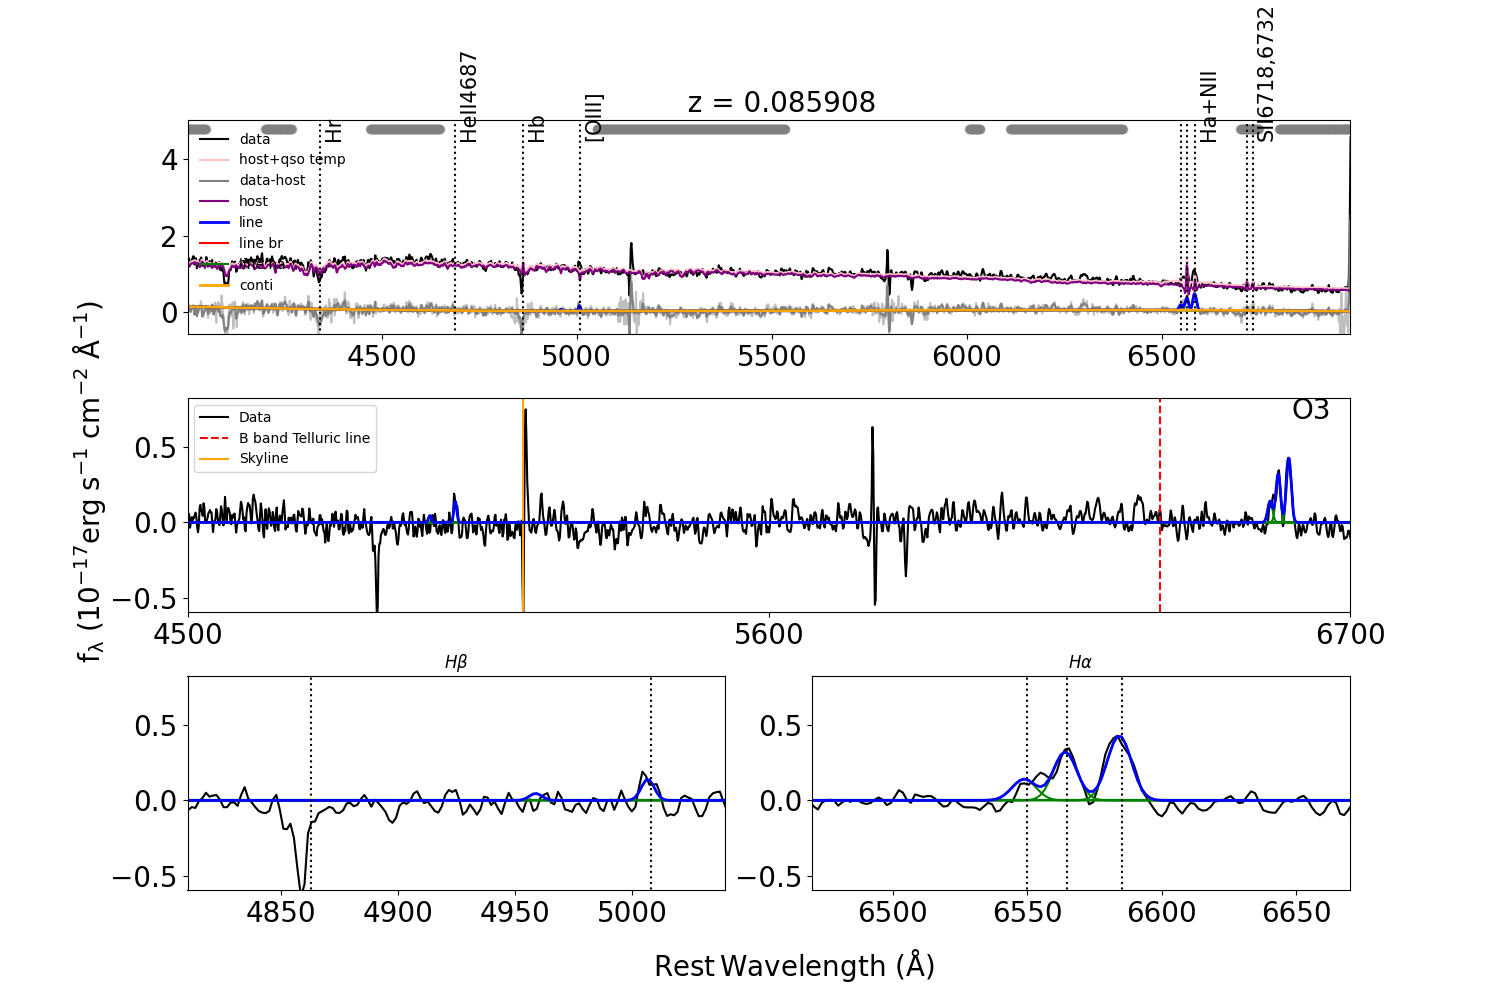 z = 0.085908
Hr
HeII4687
Hb
[OIII]
Ha+NII
SII6718,6732
data
host+qso temp
data-host
host
line
line br
conti
4
2
0
4500
5000
5500
6000
6500
Data
B band Telluric line
Skyline
O3
0.5
0.0
−0.5
4500
5600
6700
fλ (10⁻¹⁷erg s⁻¹ cm⁻² Å⁻¹)
Hβ
0.5
0.0
−0.5
4850
4900
4950
5000
Hα
0.5
0.0
−0.5
6500
6550
6600
6650
Rest Wavelength (Å)